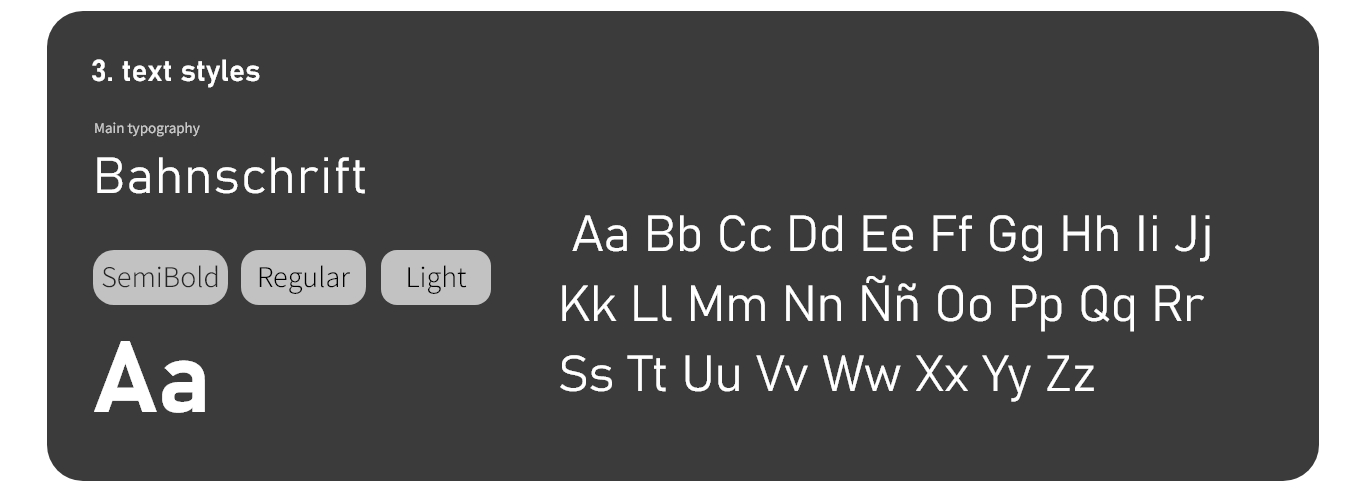 3. text styles
Main typography
Bahnschrift
SemiBold Regular Light
Aa
Aa Bb Cc Dd Ee Ff Gg Hh Ii Jj
Kk Ll Mm Nn Ññ Oo Pp Qq Rr
Ss Tt Uu Vv Ww Xx Yy Zz